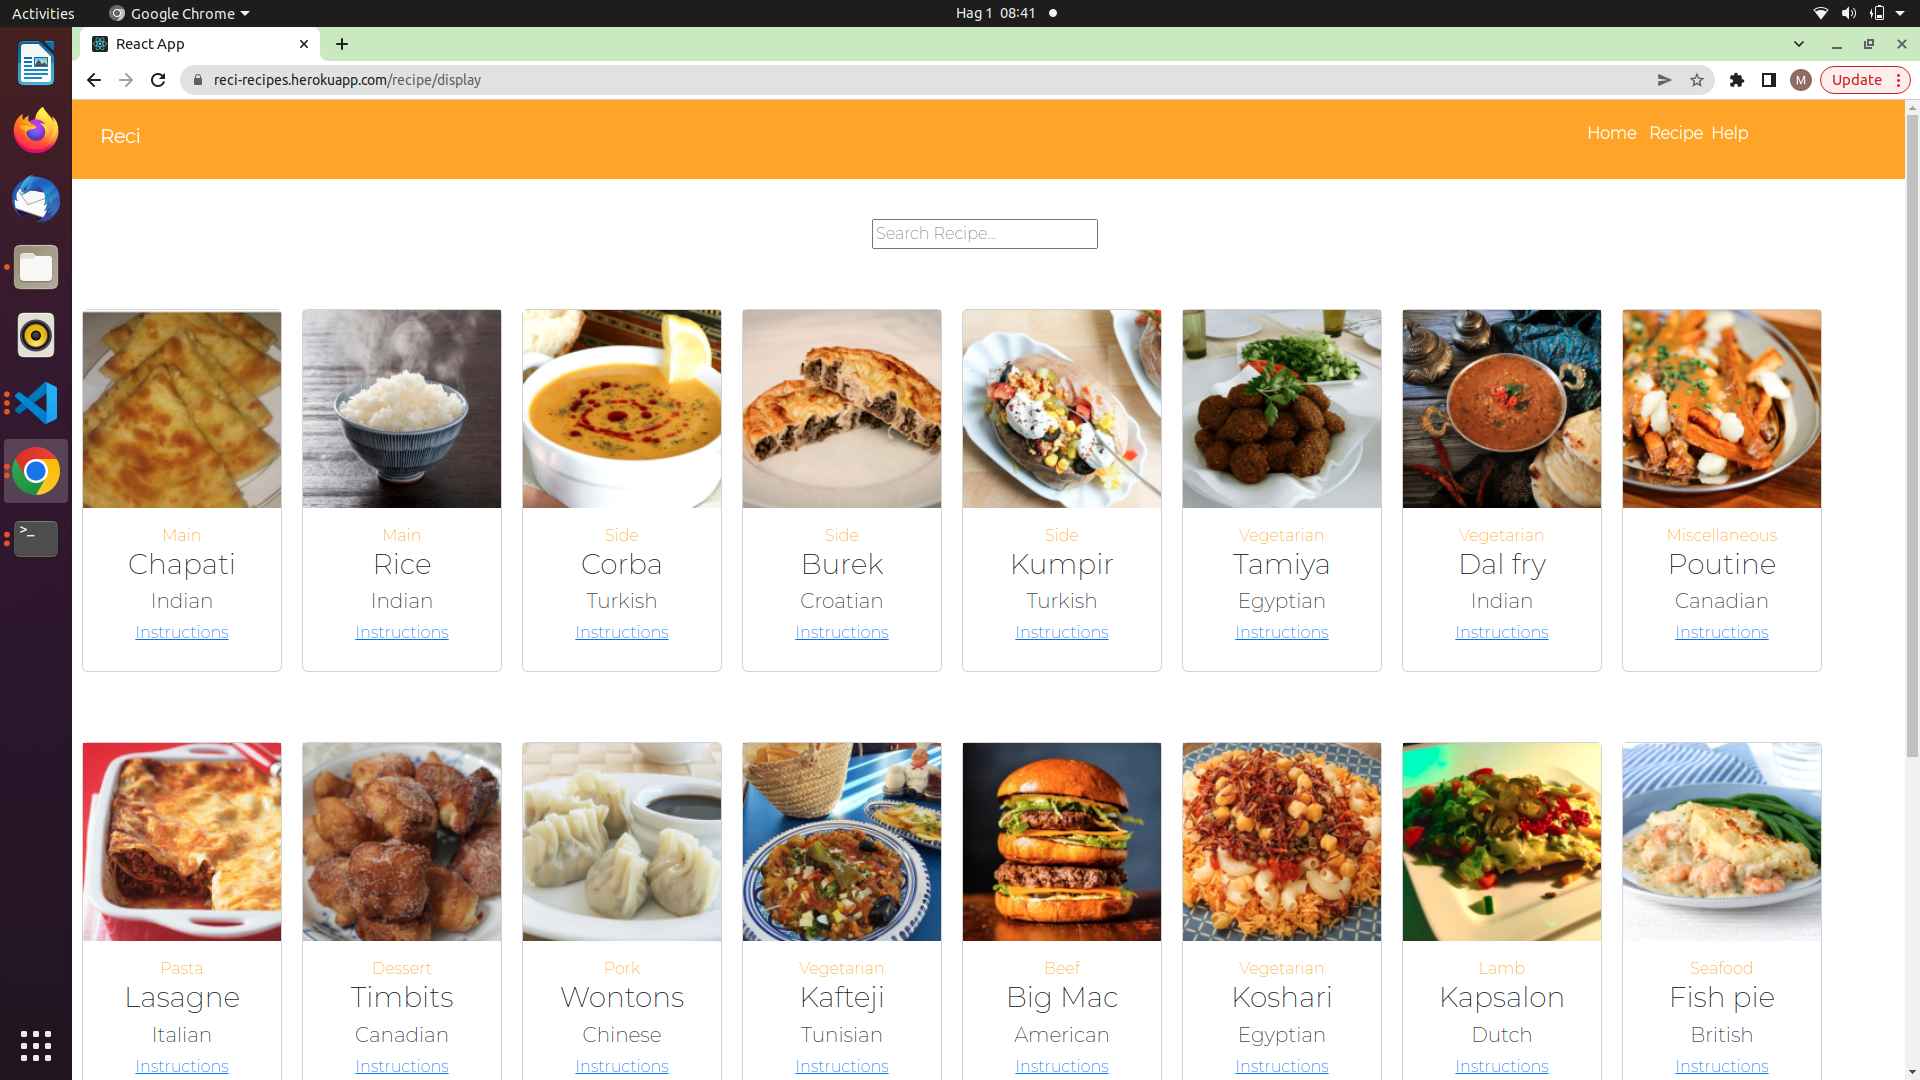 Activities
Google Chrome
Hag 1 08:41
React App
reci-recipes.herokuapp.com/recipe/display
M
Update
Reci
Home Recipe Help
Search Recipe...
Main
Chapati
Indian
Instructions
Main
Rice
Indian
Instructions
Side
Corba
Turkish
Instructions
Side
Burek
Croatian
Instructions
Side
Kumpir
Turkish
Instructions
Vegetarian
Tamiya
Egyptian
Instructions
Vegetarian
Dal fry
Indian
Instructions
Miscellaneous
Poutine
Canadian
Instructions
Pasta
Lasagne
Italian
Instructions
Dessert
Timbits
Canadian
Instructions
Pork
Wontons
Chinese
Instructions
Vegetarian
Kafteji
Tunisian
Instructions
Beef
Big Mac
American
Instructions
Vegetarian
Koshari
Egyptian
Instructions
Lamb
Kapsalon
Dutch
Instructions
Seafood
Fish pie
British
Instructions